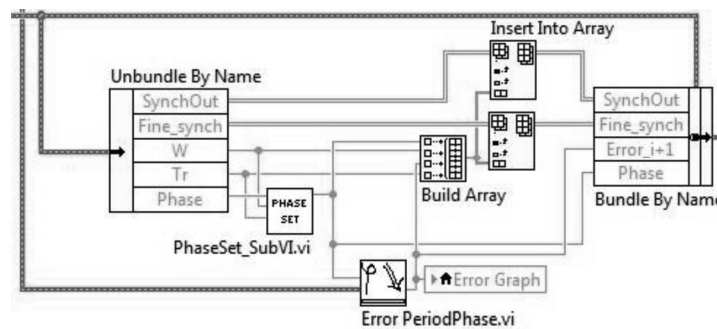 Insert Into Array
Unbundle By Name
SynchOut
Fine_synch
W
Tr
Phase
PHASE
SET
PhaseSet_SubVI.vi
Build Array
SynchOut
Fine_synch
Error_i+1
Phase
Bundle By Name
Error Graph
Error PeriodPhase.vi